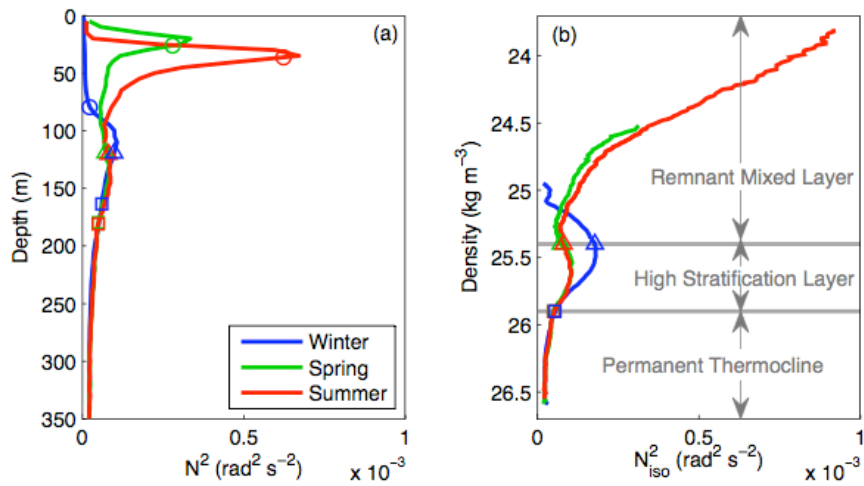 (a)
0
50
100
150
200
250
300
350
Depth (m)
Winter
Spring
Summer
0
0.5
1
N² (rad² s⁻²)
x 10⁻³
(b)
24
24.5
25
25.5
26
26.5
Density (kg m⁻³)
Remnant Mixed Layer
High Stratification Layer
Permanent Thermocline
0
0.5
1
N²iso (rad² s⁻²)
x 10⁻³